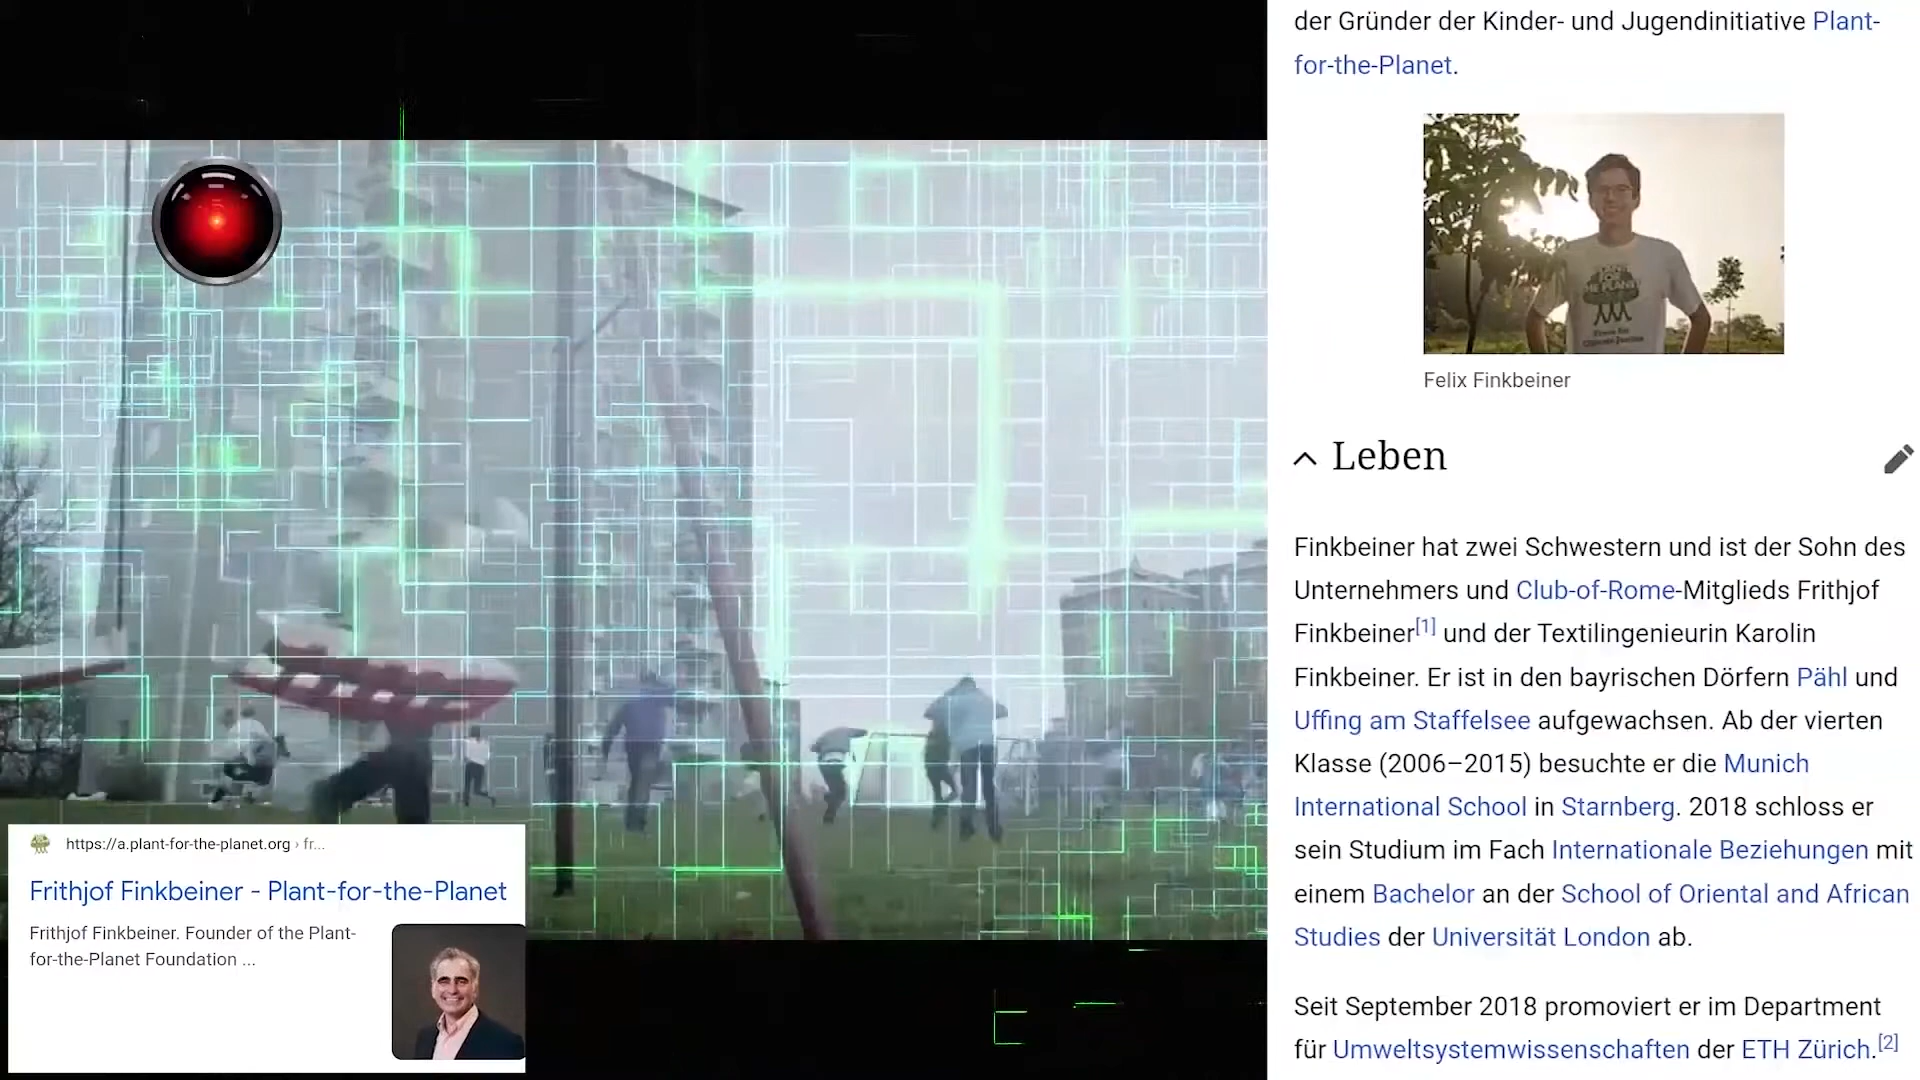 der Gründer der Kinder- und Jugendinitiative Plant-
for-the-Planet.
Felix Finkbeiner
Leben
Finkbeiner hat zwei Schwestern und ist der Sohn des
Unternehmers und Club-of-Rome-Mitglieds Frithjof
Finkbeiner[1] und der Textilingenieurin Karolin
Finkbeiner. Er ist in den bayrischen Dörfern Pähl und
Uffing am Staffelsee aufgewachsen. Ab der vierten
Klasse (2006–2015) besuchte er die Munich
International School in Starnberg. 2018 schloss er
sein Studium im Fach Internationale Beziehungen mit
einem Bachelor an der School of Oriental and African
Studies der Universität London ab.
Seit September 2018 promoviert er im Department
für Umweltsystemwissenschaften der ETH Zürich.[2]
https://a.plant-for-the-planet.org › fr...
Frithjof Finkbeiner - Plant-for-the-Planet
Frithjof Finkbeiner. Founder of the Plant-
for-the-Planet Foundation ...